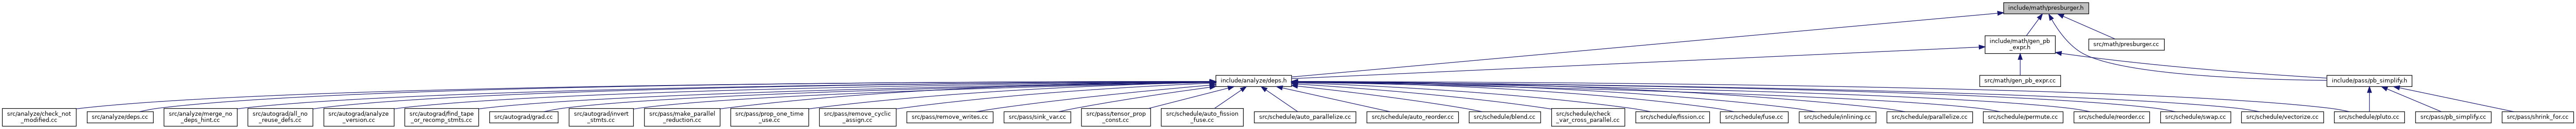 include/math/presburger.h
include/math/gen_pb
_expr.h
src/math/presburger.cc
include/analyze/deps.h
src/math/gen_pb_expr.cc
include/pass/pb_simplify.h
src/analyze/check_not
_modified.cc
src/analyze/deps.cc
src/analyze/merge_no
_deps_hint.cc
src/autograd/all_no
_reuse_defs.cc
src/autograd/analyze
_version.cc
src/autograd/find_tape
_or_recomp_stmts.cc
src/autograd/grad.cc
src/autograd/invert
_stmts.cc
src/pass/make_parallel
_reduction.cc
src/pass/prop_one_time
_use.cc
src/pass/remove_cyclic
_assign.cc
src/pass/remove_writes.cc
src/pass/sink_var.cc
src/pass/tensor_prop
_const.cc
src/schedule/auto_fission
_fuse.cc
src/schedule/auto_parallelize.cc
src/schedule/auto_reorder.cc
src/schedule/blend.cc
src/schedule/check
_var_cross_parallel.cc
src/schedule/fission.cc
src/schedule/fuse.cc
src/schedule/inlining.cc
src/schedule/parallelize.cc
src/schedule/permute.cc
src/schedule/reorder.cc
src/schedule/swap.cc
src/schedule/vectorize.cc
src/schedule/pluto.cc
src/pass/pb_simplify.cc
src/pass/shrink_for.cc